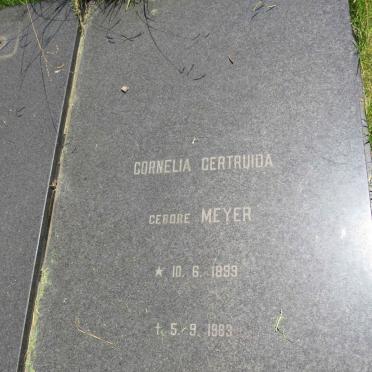 CORNELIA GERTRUIDA
GEBORE MEYER
★ 10. 6. 1899
† 5. 9. 1983